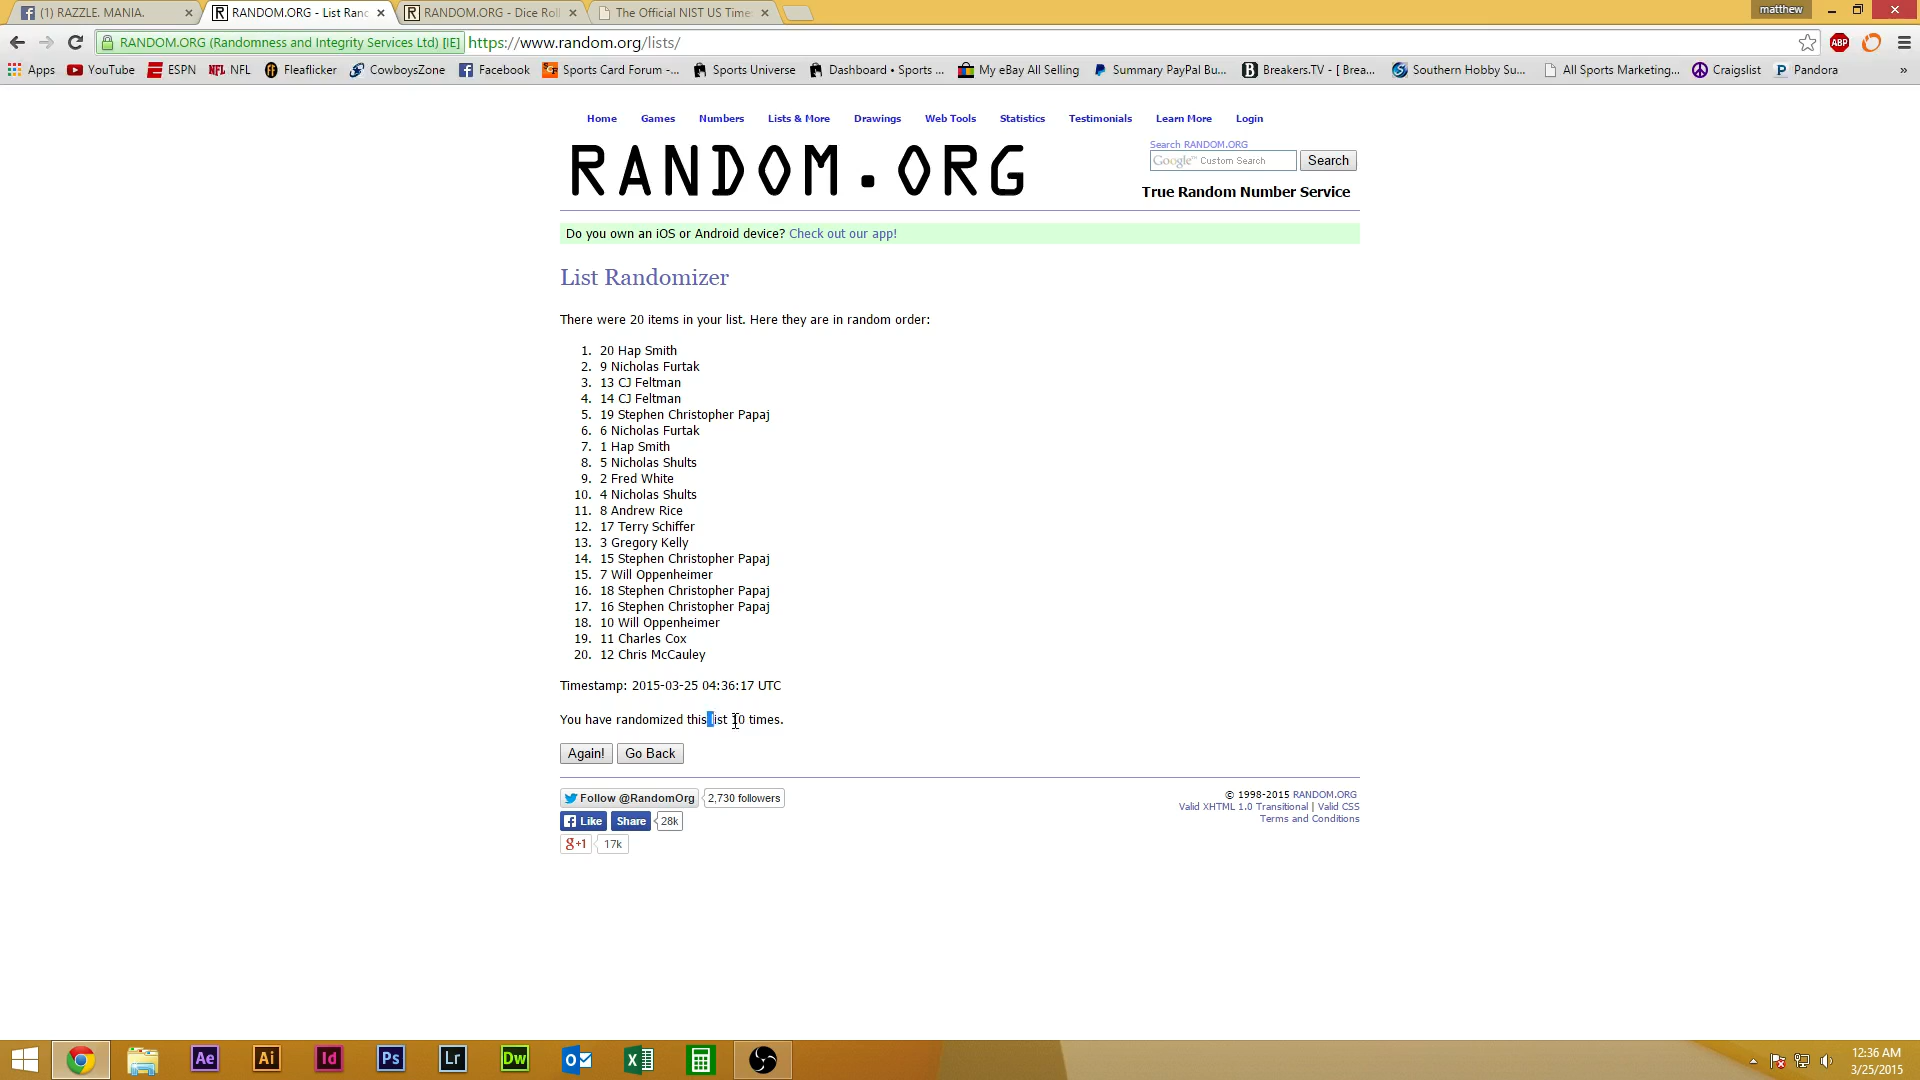 (1) RAZZLE. MANIA.
RANDOM.ORG - List Ran
RANDOM.ORG - Dice Roll
The Official NIST US Time
matthew
RANDOM.ORG (Randomness and Integrity Services Ltd) [IE]
https://www.random.org/lists/
ABP
Apps
YouTube
ESPN
NFL
Fleaflicker
CowboysZone
Facebook
Sports Card Forum -...
Sports Universe
Dashboard • Sports ...
My eBay All Selling
Summary PayPal Bu...
Breakers.TV - [ Brea...
Southern Hobby Su...
All Sports Marketing...
Craigslist
Pandora
»
Home Games Numbers Lists & More Drawings Web Tools Statistics Testimonials Learn More Login
RANDOM.ORG
Search RANDOM.ORG
Google™ Custom Search
Search
True Random Number Service
Do you own an iOS or Android device? Check out our app!
List Randomizer
There were 20 items in your list. Here they are in random order:
1. 20 Hap Smith
2. 9 Nicholas Furtak
3. 13 CJ Feltman
4. 14 CJ Feltman
5. 19 Stephen Christopher Papaj
6. 6 Nicholas Furtak
7. 1 Hap Smith
8. 5 Nicholas Shults
9. 2 Fred White
10. 4 Nicholas Shults
11. 8 Andrew Rice
12. 17 Terry Schiffer
13. 3 Gregory Kelly
14. 15 Stephen Christopher Papaj
15. 7 Will Oppenheimer
16. 18 Stephen Christopher Papaj
17. 16 Stephen Christopher Papaj
18. 10 Will Oppenheimer
19. 11 Charles Cox
20. 12 Chris McCauley
Timestamp: 2015-03-25 04:36:17 UTC
You have randomized this list 10 times.
Again! Go Back
Follow @RandomOrg 2,730 followers
Like Share 28k
g+1 17k
© 1998-2015 RANDOM.ORG
Valid XHTML 1.0 Transitional | Valid CSS
Terms and Conditions
Ae Ai Id Ps Lr Dw
12:36 AM
3/25/2015